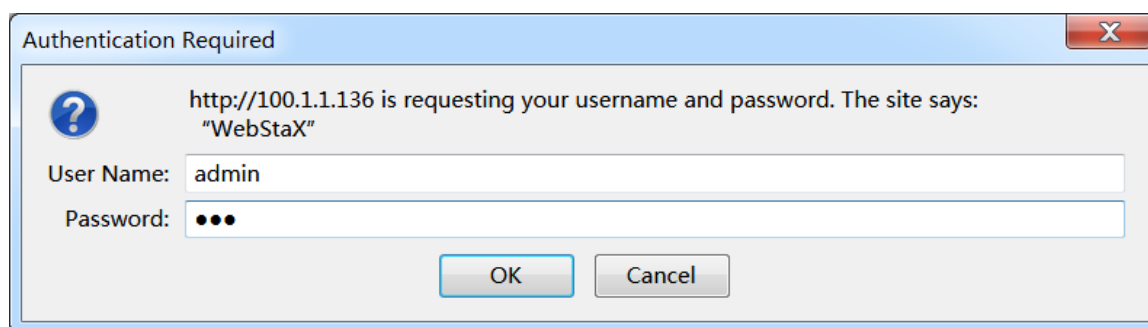 Authentication Required
http://100.1.1.136 is requesting your username and password. The site says:
“WebStaX”
User Name: admin
Password: ●●●
OK Cancel